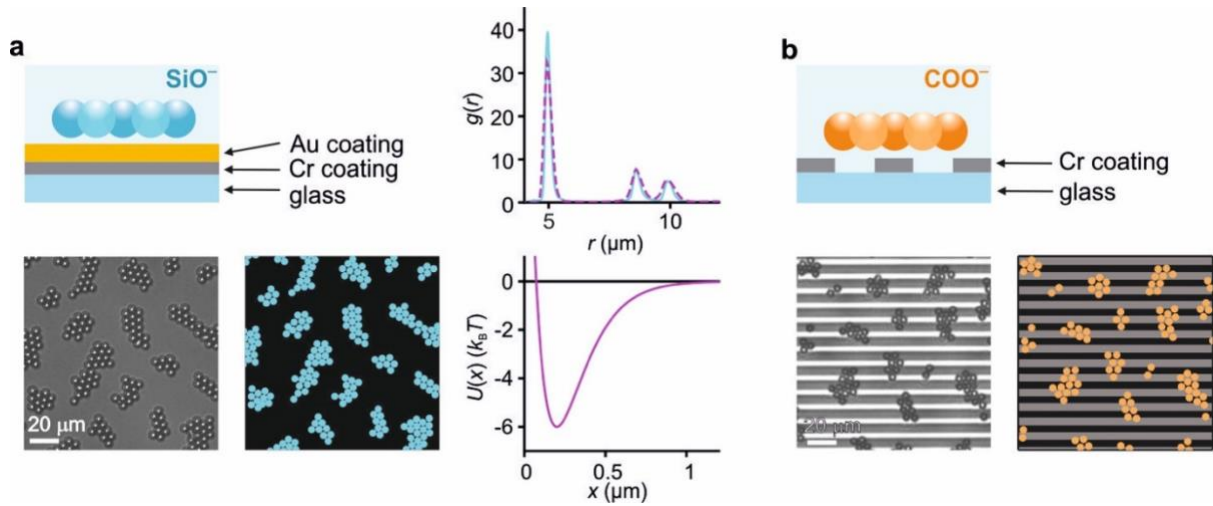 a
SiO⁻
Au coating
Cr coating
glass
20 μm
g(r)
40
30
20
10
0
5
10
r (μm)
U(x) (k_BT)
0
-2
-4
-6
0
0.5
1
x (μm)
b
COO⁻
Cr coating
glass
20 μm